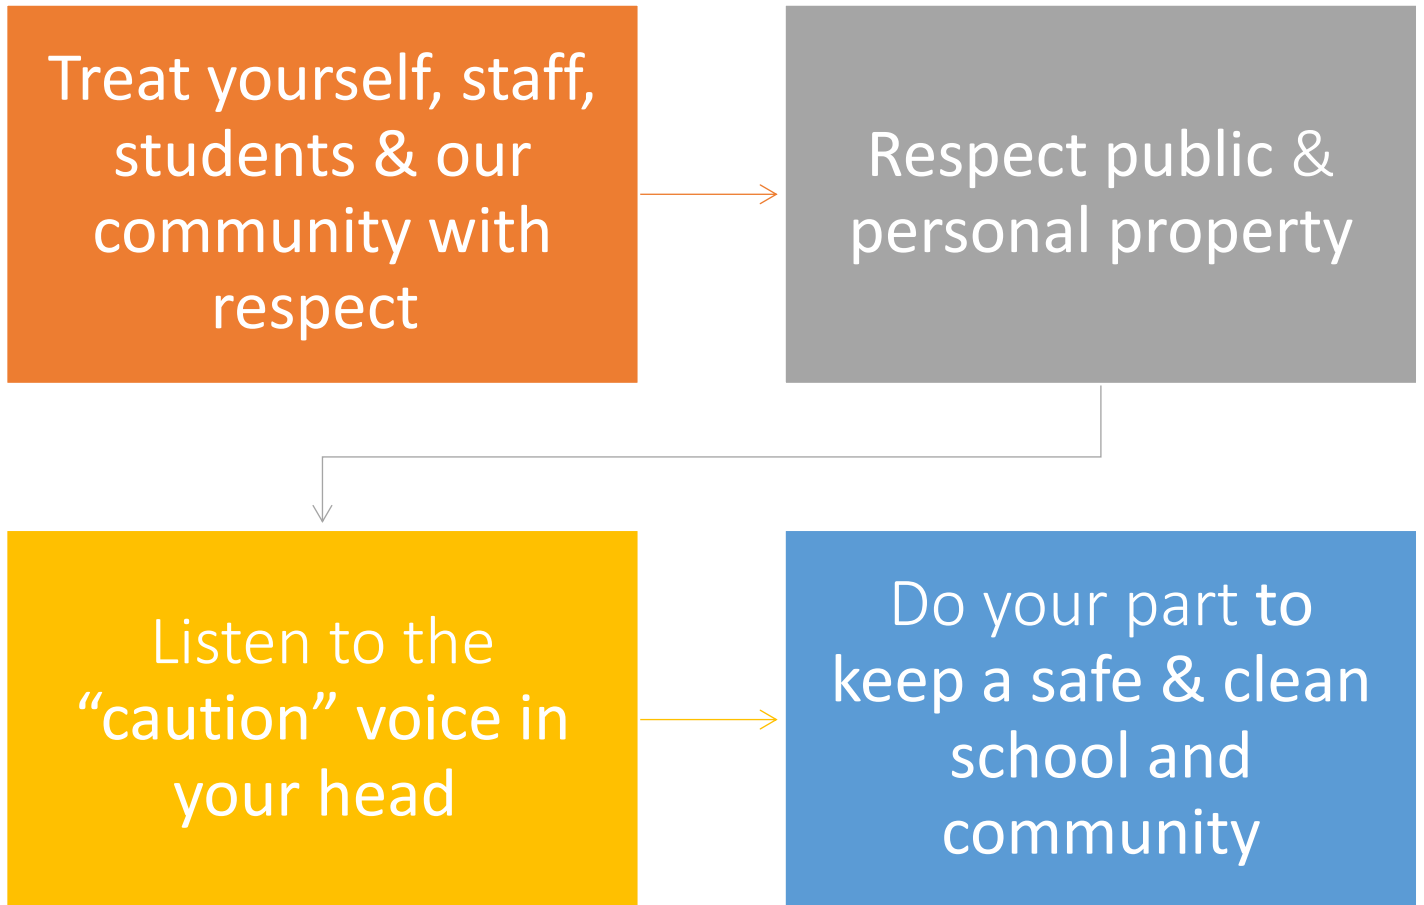 Treat yourself, staff,
students & our
community with
respect
Respect public &
personal property
Listen to the
“caution” voice in
your head
Do your part to
keep a safe & clean
school and
community